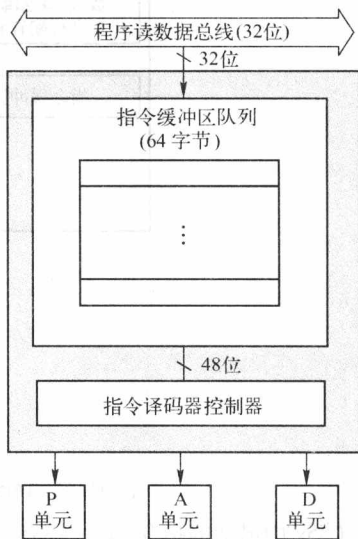 程序读数据总线(32位)
32位
指令缓冲区队列
(64字节)
⋮
48位
指令译码器控制器
P
单元
A
单元
D
单元